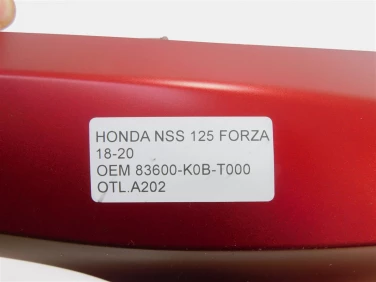 HONDA NSS 125 FORZA
18-20
OEM 83600-K0B-T000
OTL.A202